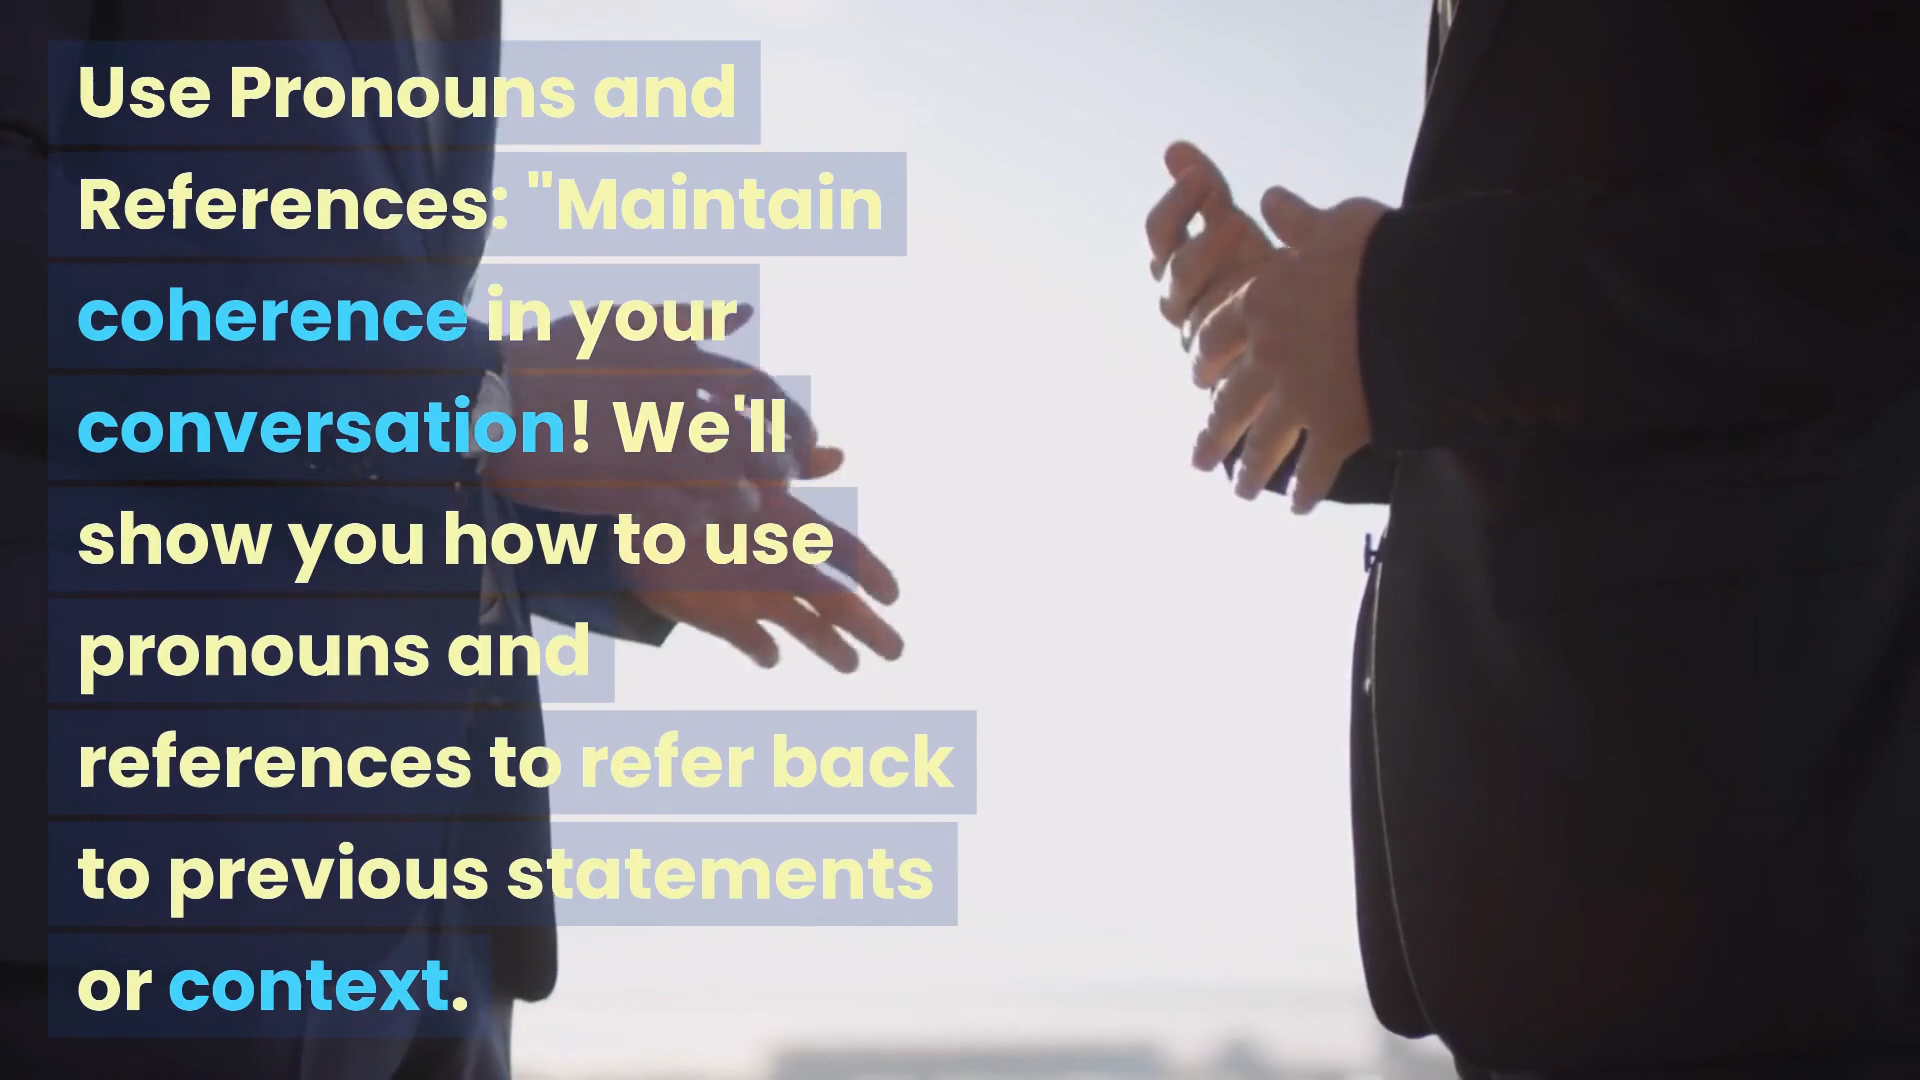 Use Pronouns and
References: "Maintain
coherence in your
conversation! We'll
show you how to use
pronouns and
references to refer back
to previous statements
or context.